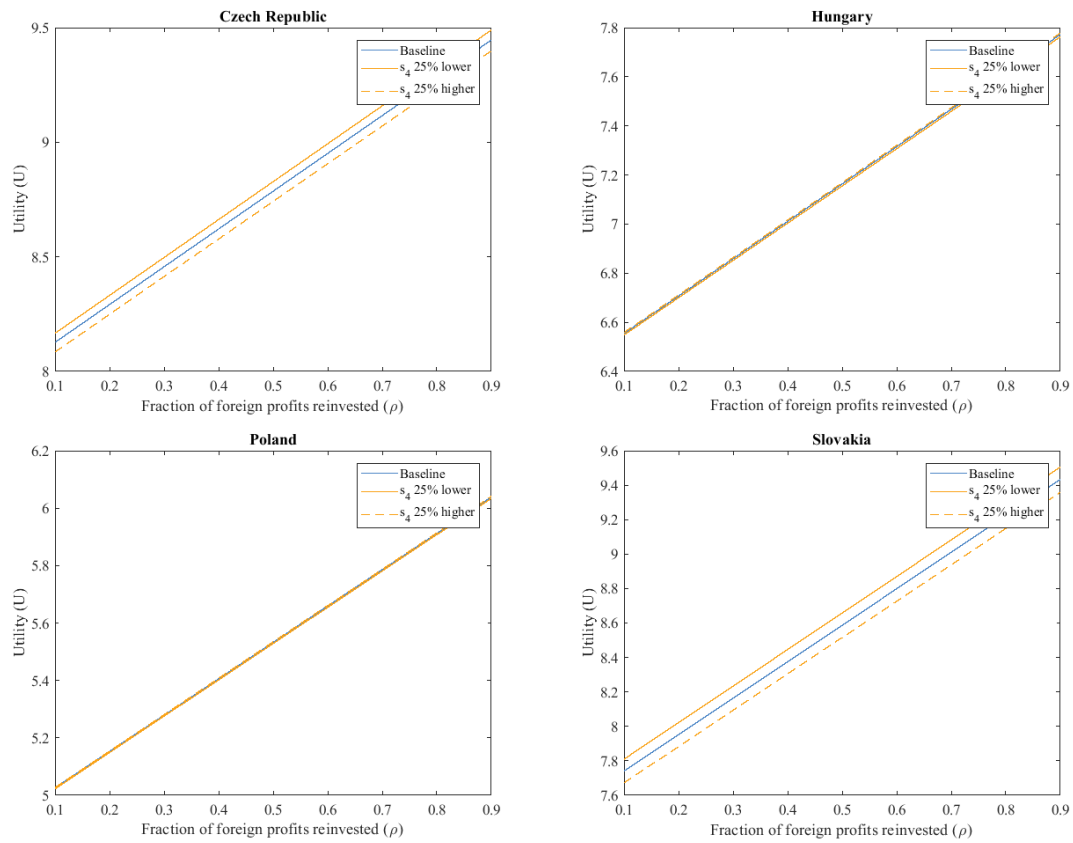 Czech Republic
9.5
9
8.5
8
Utility (U)
Baseline
s4 25% lower
s4 25% higher
0.1 0.2 0.3 0.4 0.5 0.6 0.7 0.8 0.9
Fraction of foreign profits reinvested (ρ)
Hungary
7.8
7.6
7.4
7.2
7
6.8
6.6
6.4
Utility (U)
Baseline
s4 25% lower
s4 25% higher
0.1 0.2 0.3 0.4 0.5 0.6 0.7 0.8 0.9
Fraction of foreign profits reinvested (ρ)
Poland
6.2
6
5.8
5.6
5.4
5.2
5
Utility (U)
Baseline
s4 25% lower
s4 25% higher
0.1 0.2 0.3 0.4 0.5 0.6 0.7 0.8 0.9
Fraction of foreign profits reinvested (ρ)
Slovakia
9.6
9.4
9.2
9
8.8
8.6
8.4
8.2
8
7.8
7.6
Utility (U)
Baseline
s4 25% lower
s4 25% higher
0.1 0.2 0.3 0.4 0.5 0.6 0.7 0.8 0.9
Fraction of foreign profits reinvested (ρ)